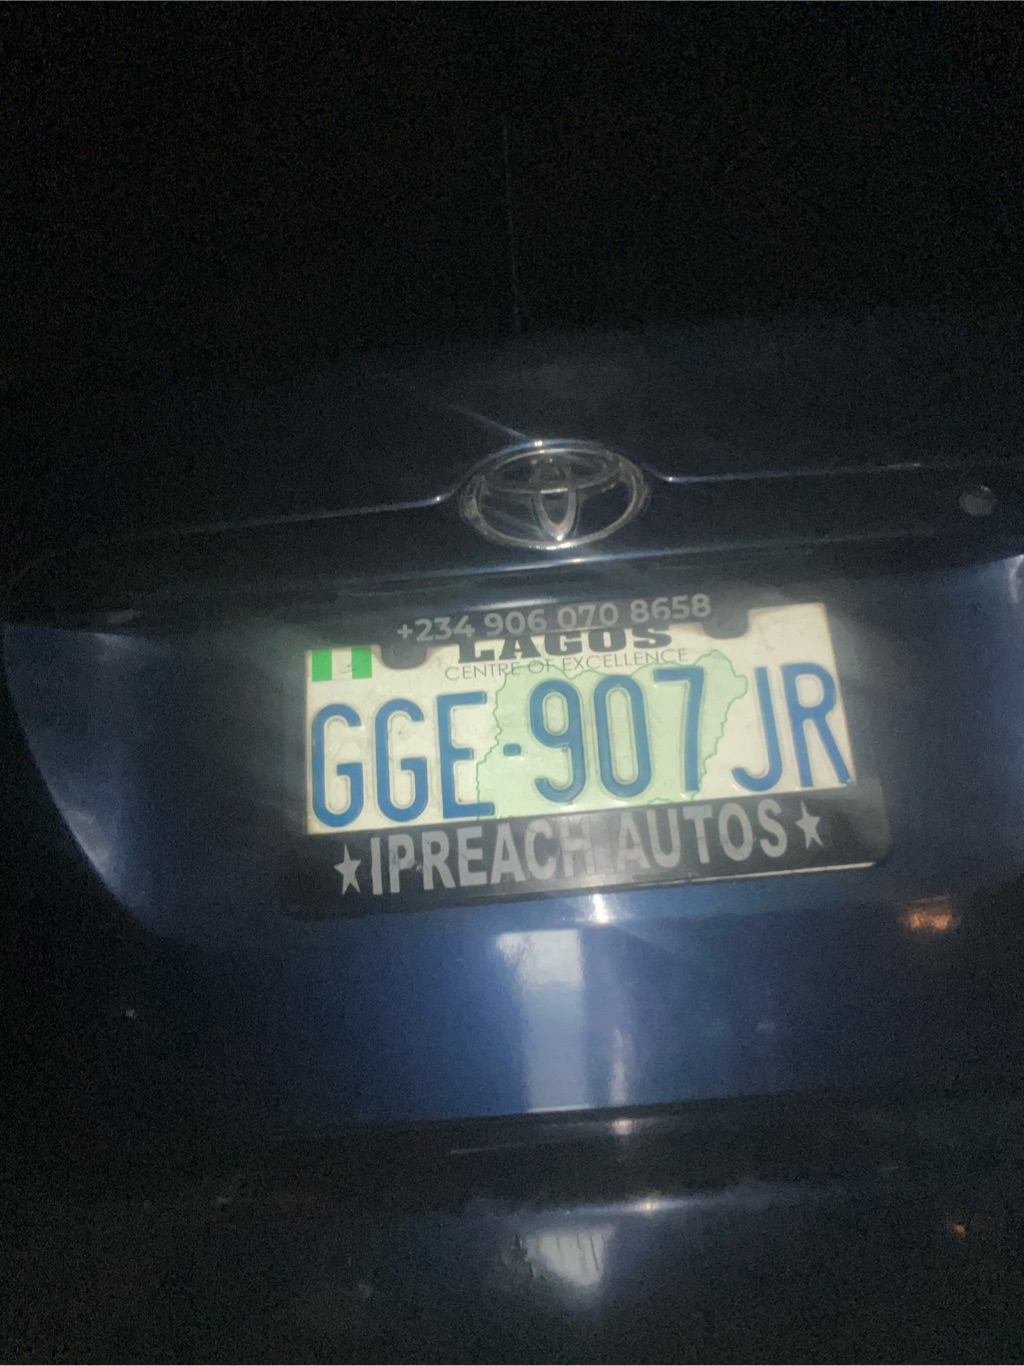 +234 906 070 8658
LAGOS
CENTRE OF EXCELLENCE
GGE-907JR
★IPREACH AUTOS★